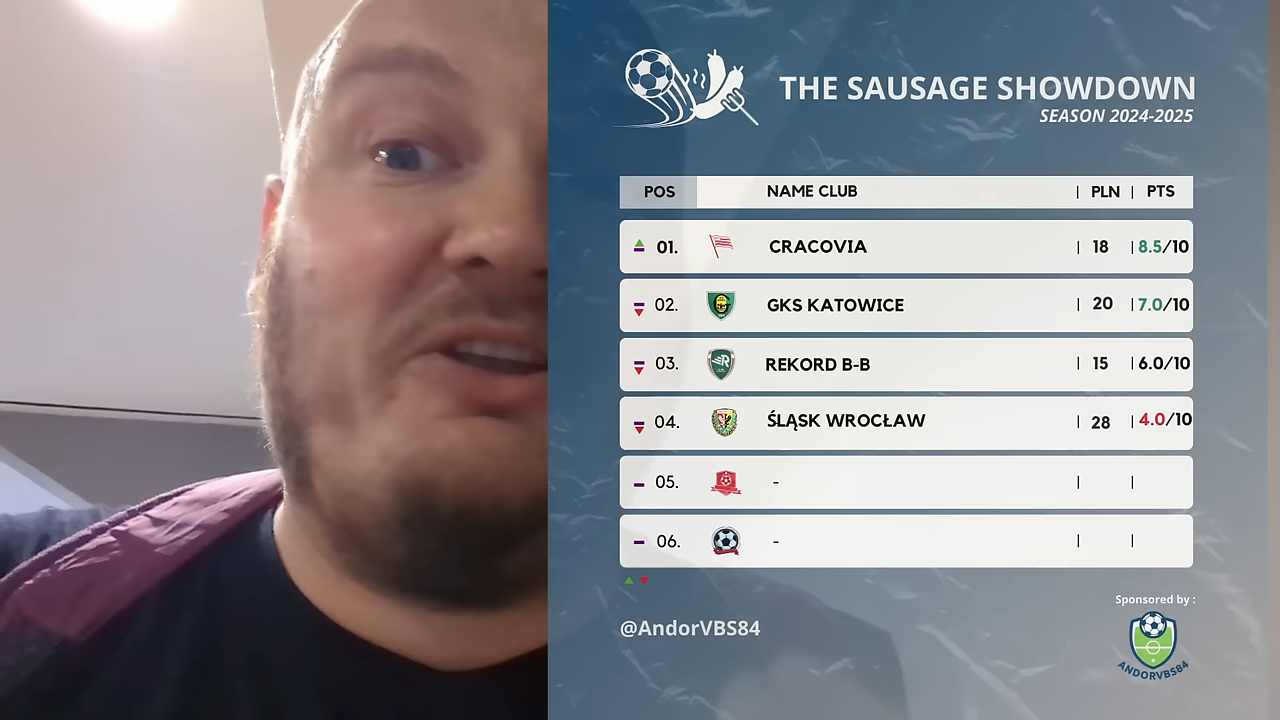 THE SAUSAGE SHOWDOWN
SEASON 2024-2025
POS NAME CLUB | PLN | PTS
01. CRACOVIA | 18 | 8.5/10
02. GKS KATOWICE | 20 | 7.0/10
03. REKORD B-B | 15 | 6.0/10
04. ŚLĄSK WROCŁAW | 28 | 4.0/10
05. - | |
06. - | |
Sponsored by :
@AndorVBS84
ANDORVBS84